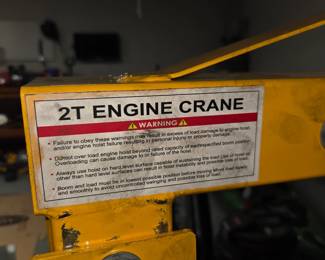 2T ENGINE CRANE
WARNING
• Failure to obey these warnings may result in excess of load damage to engine hoist
and/or engine hoist failure resulting in personal injury or property damage.
• Do not over load engine hoist beyond rated capacity of each specified boom position
Overloading can cause damage to or failure of the hoist.
• Always use hoist on hard level surface capable of sustaining the load Use of hoist on
other than hard level surfaces can result in hoist instability and possible loss of load.
• Boom and load must be in lowest possible position before moving Move load slowly
and smoothly to avoid uncontrolled swinging and possible loss of load.